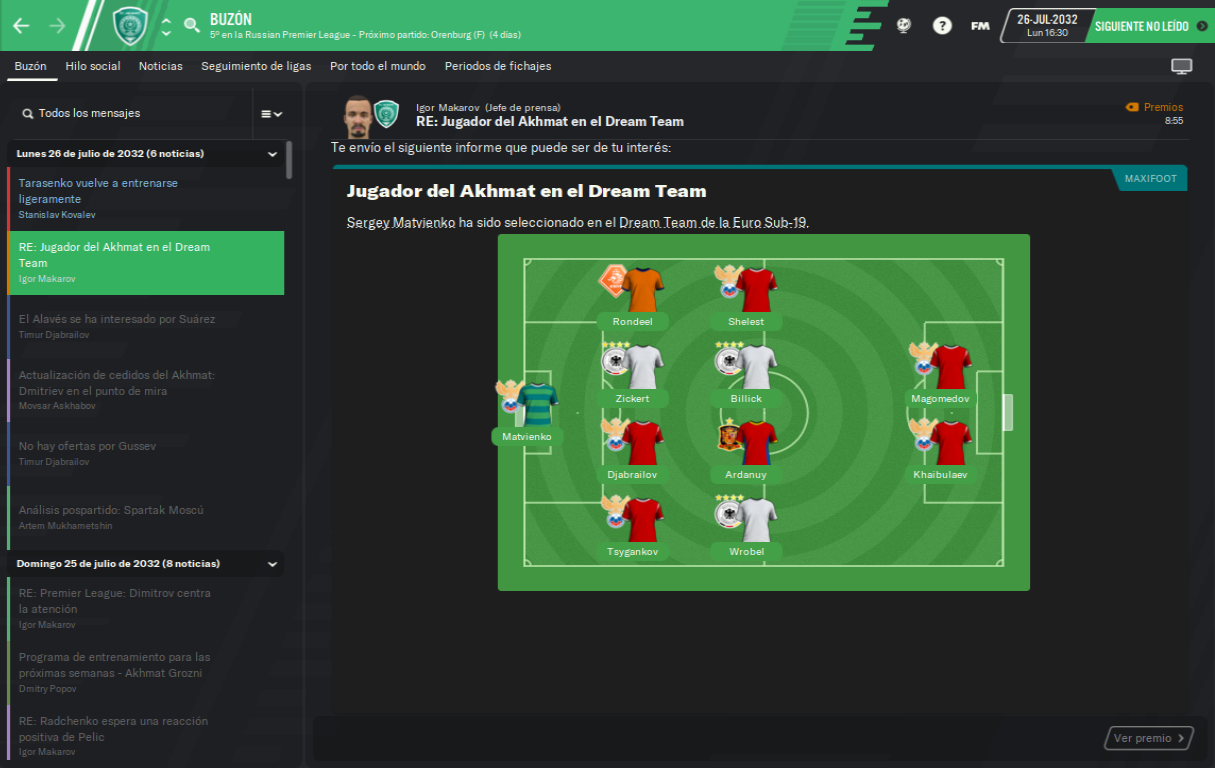 BUZÓN
5º en la Russian Premier League - Próximo partido: Orenburg (F) (4 días)
?
FM
26-JUL-2032
Lun 16:30
SIGUIENTE NO LEÍDO
Buzón
Hilo social
Noticias
Seguimiento de ligas
Por todo el mundo
Periodos de fichajes
Todos los mensajes
Lunes 26 de julio de 2032 (6 noticias)
Tarasenko vuelve a entrenarse
ligeramente
Stanislav Kovalev
RE: Jugador del Akhmat en el Dream
Team
Igor Makarov
El Alavés se ha interesado por Suárez
Timur Djabrailov
Actualización de cedidos del Akhmat:
Dmitriev en el punto de mira
Movsar Askhabov
No hay ofertas por Gussev
Timur Djabrailov
Análisis pospartido: Spartak Moscú
Artem Mukhametshin
Domingo 25 de julio de 2032 (8 noticias)
RE: Premier League: Dimitrov centra
la atención
Igor Makarov
Programa de entrenamiento para las
próximas semanas - Akhmat Grozni
Dmitry Popov
RE: Radchenko espera una reacción
positiva de Pelic
Igor Makarov
Igor Makarov (Jefe de prensa)
RE: Jugador del Akhmat en el Dream Team
Premios
8:55
Te envío el siguiente informe que puede ser de tu interés:
MAXIFOOT
Jugador del Akhmat en el Dream Team
Sergey Matvienko ha sido seleccionado en el Dream Team de la Euro Sub-19.
Rondeel
Shelest
Zickert
Billick
Magomedov
Matvienko
Djabrailov
Ardanuy
Khaibulaev
Tsygankov
Wrobel
Ver premio